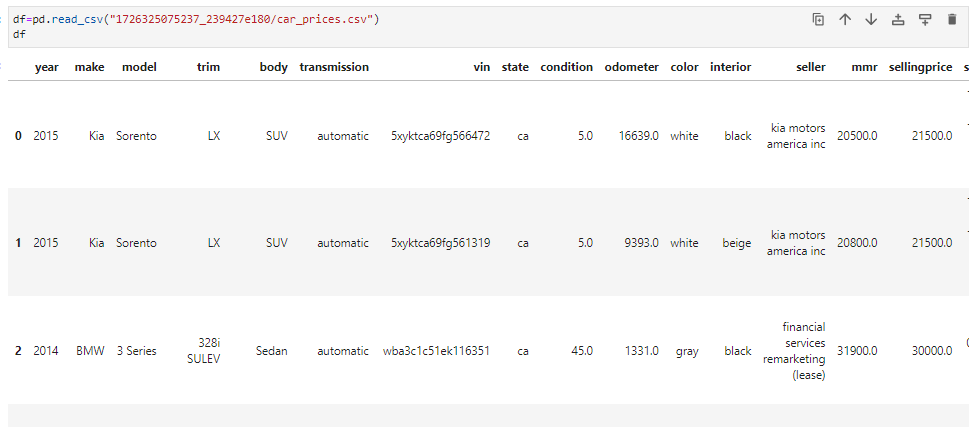 df=pd.read_csv("1726325075237_239427e180/car_prices.csv")
df
year make model trim body transmission vin state condition odometer color interior seller mmr sellingprice
0 2015 Kia Sorento LX SUV automatic 5xyktca69fg566472 ca 5.0 16639.0 white black kia motors america inc 20500.0 21500.0
1 2015 Kia Sorento LX SUV automatic 5xyktca69fg561319 ca 5.0 9393.0 white beige kia motors america inc 20800.0 21500.0
2 2014 BMW 3 Series 328i SULEV Sedan automatic wba3c1c51ek116351 ca 45.0 1331.0 gray black financial services remarketing (lease) 31900.0 30000.0